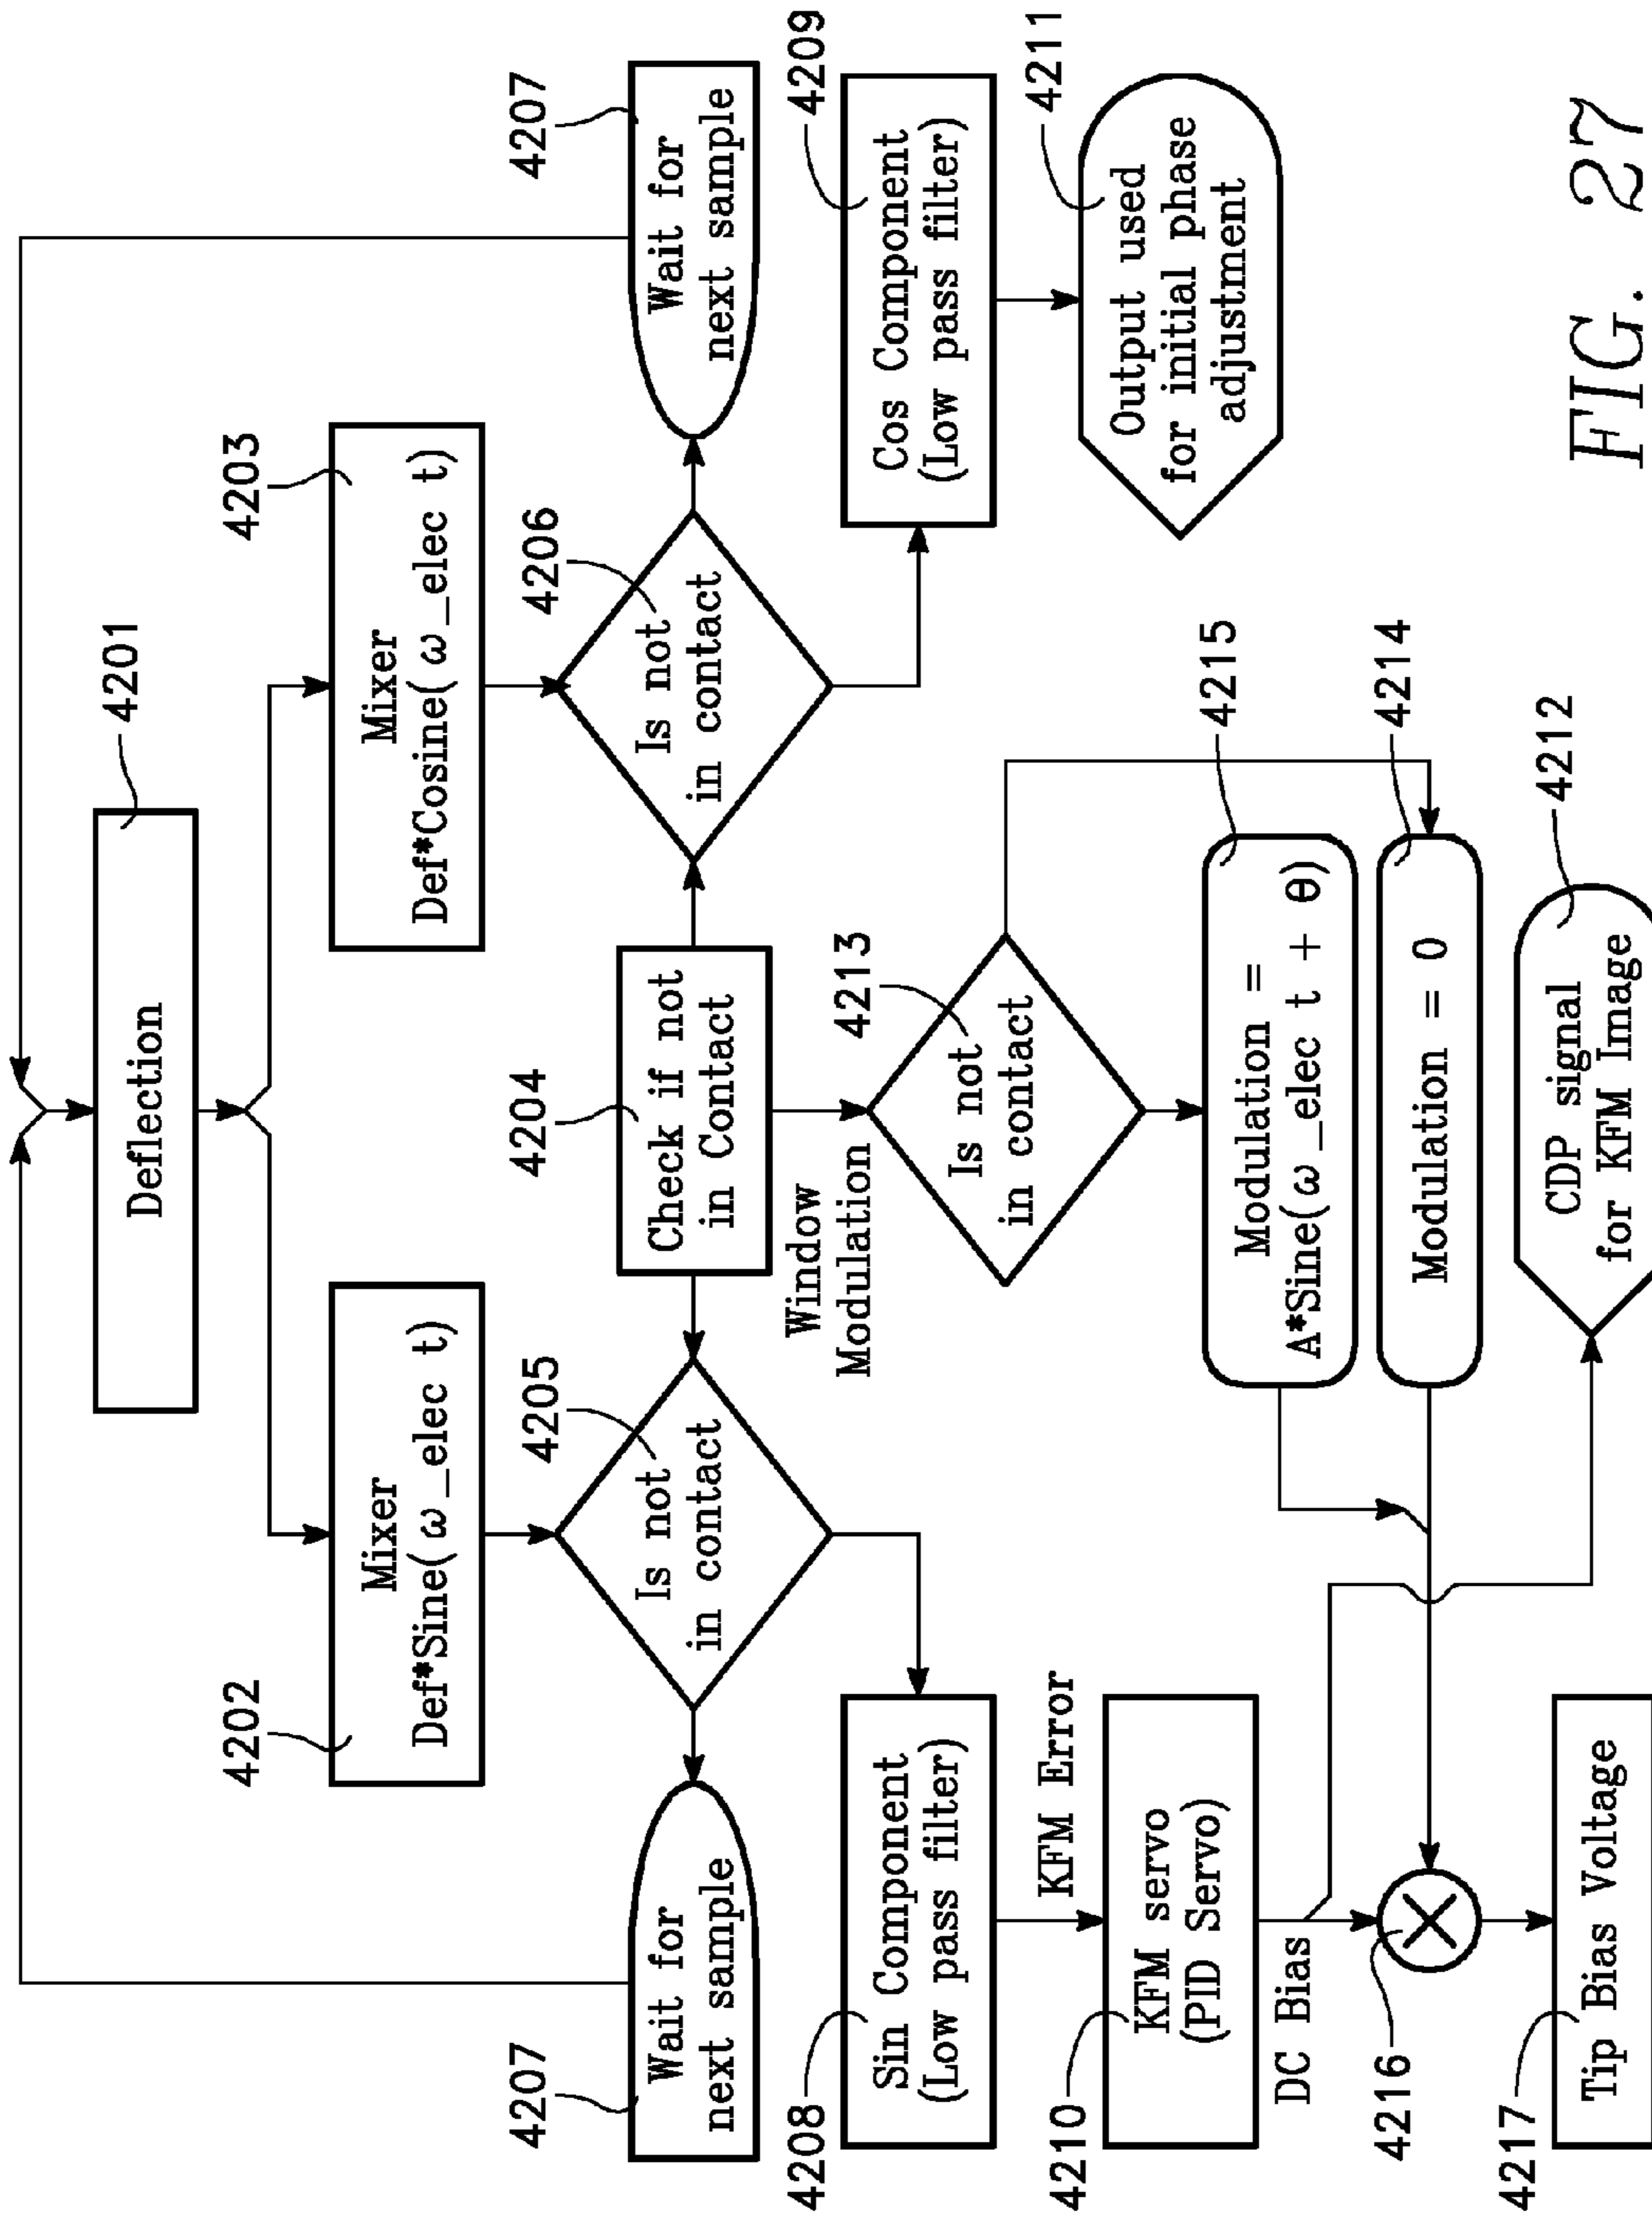 4201
Deflection
4202
Mixer
Def*Sine( ω_elec t)
4203
Mixer
Def*Cosine( ω_elec t)
4207
Wait for
next sample
4205
Is not
in contact
4204
Check if not
in Contact
4206
Is not
in contact
4207
Wait for
next sample
4208
Sin Component
(Low pass filter)
Window
Modulation
4213
Is not
in contact
4209
Cos Component
(Low pass filter)
KFM Error
4210
KFM servo
(PID Servo)
4211
Output used
for initial phase
adjustment
DC Bias
4215
Modulation =
A*Sine(ω_elec t + θ)
4216
4214
Modulation = 0
4217
Tip Bias Voltage
4212
CDP signal
for KFM Image
FIG. 27